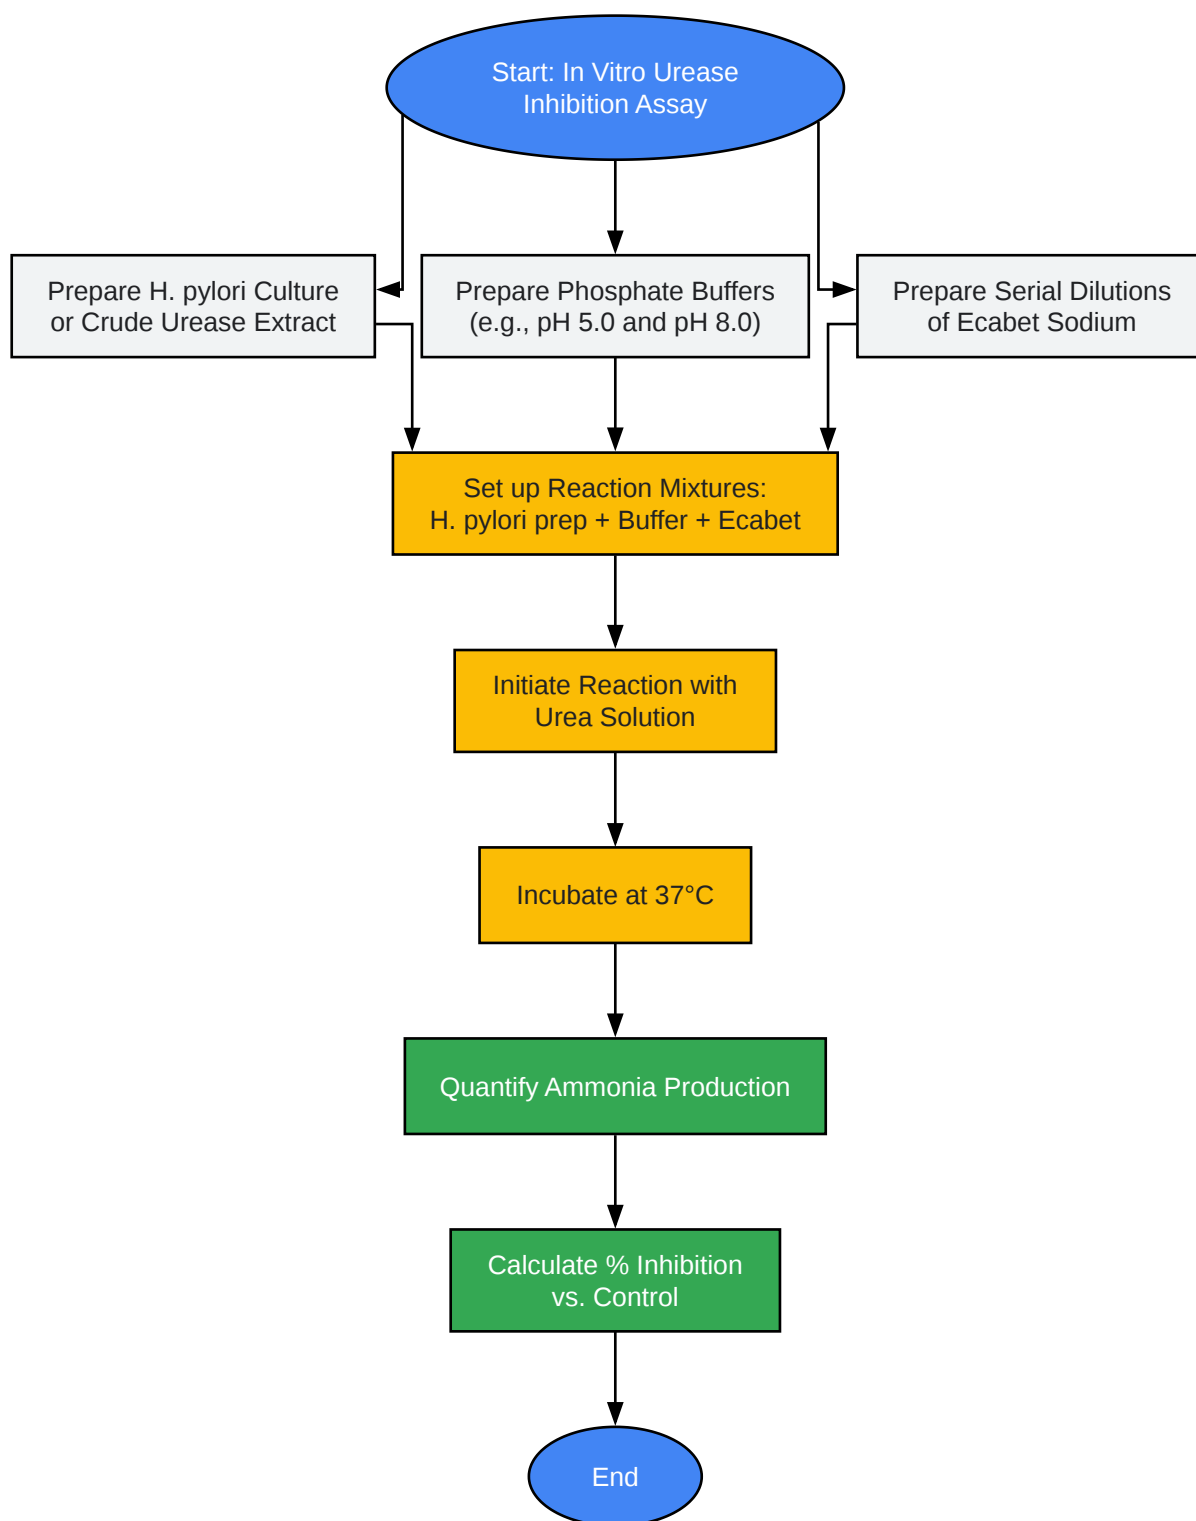 Start: In Vitro Urease
Inhibition Assay
Prepare H. pylori Culture
or Crude Urease Extract
Prepare Phosphate Buffers
(e.g., pH 5.0 and pH 8.0)
Prepare Serial Dilutions
of Ecabet Sodium
Set up Reaction Mixtures:
H. pylori prep + Buffer + Ecabet
Initiate Reaction with
Urea Solution
Incubate at 37°C
Quantify Ammonia Production
Calculate % Inhibition
vs. Control
End